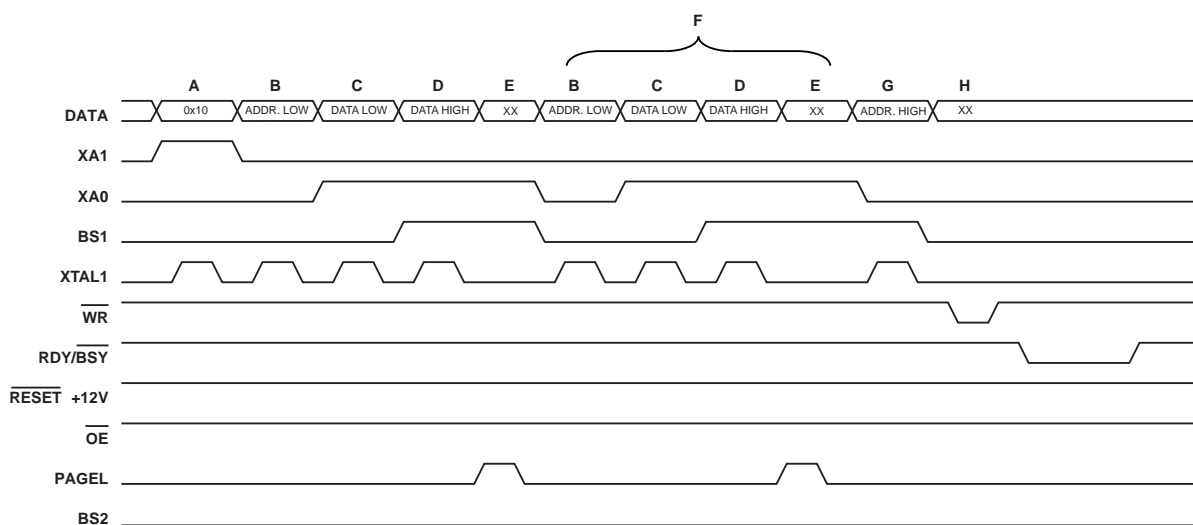 F
A B C D E B C D E G H
DATA 0x10 ADDR. LOW DATA LOW DATA HIGH XX ADDR. LOW DATA LOW DATA HIGH XX ADDR. HIGH XX
XA1
XA0
BS1
XTAL1
WR
RDY/BSY
RESET +12V
OE
PAGEL
BS2